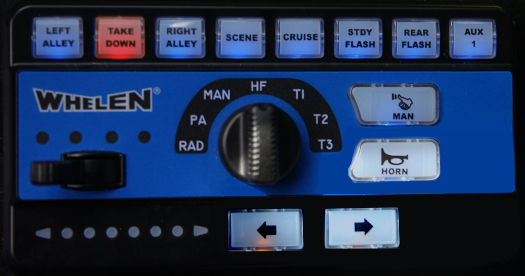 LEFT ALLEY
TAKE DOWN
RIGHT ALLEY
SCENE
CRUISE
STDY FLASH
REAR FLASH
AUX 1
WHELEN®
RAD
PA
MAN
HF
T1
T2
T3
MAN
HORN